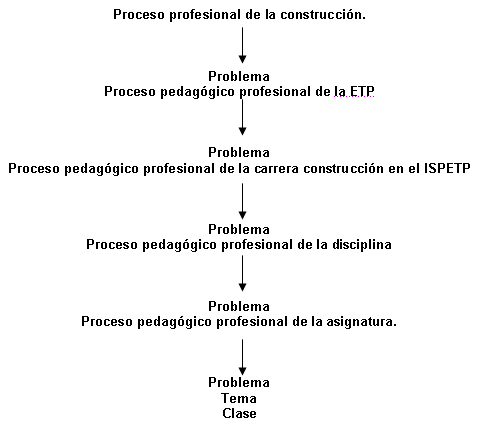 Proceso profesional de la construcción.
Problema
Proceso pedagógico profesional de la ETP
Problema
Proceso pedagógico profesional de la carrera construcción en el ISPETP
Problema
Proceso pedagógico profesional de la disciplina
Problema
Proceso pedagógico profesional de la asignatura.
Problema
Tema
Clase